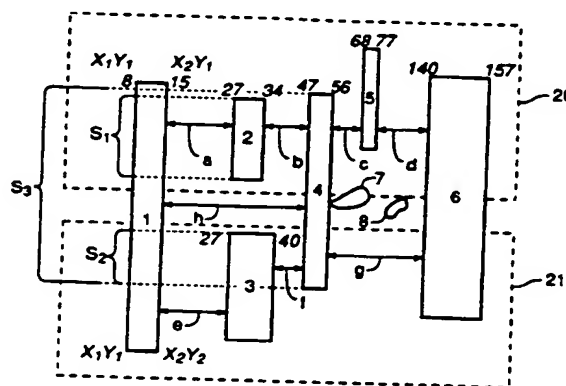 68 77
X₁Y₁ X₂Y₁
8 15 27 34 47 56 140 157
5
S₁ 2
a b c d
S₃
7
4
1 h 8 6
S₂ 27 40
3 f g
21
e
X₁Y₁ X₂Y₂